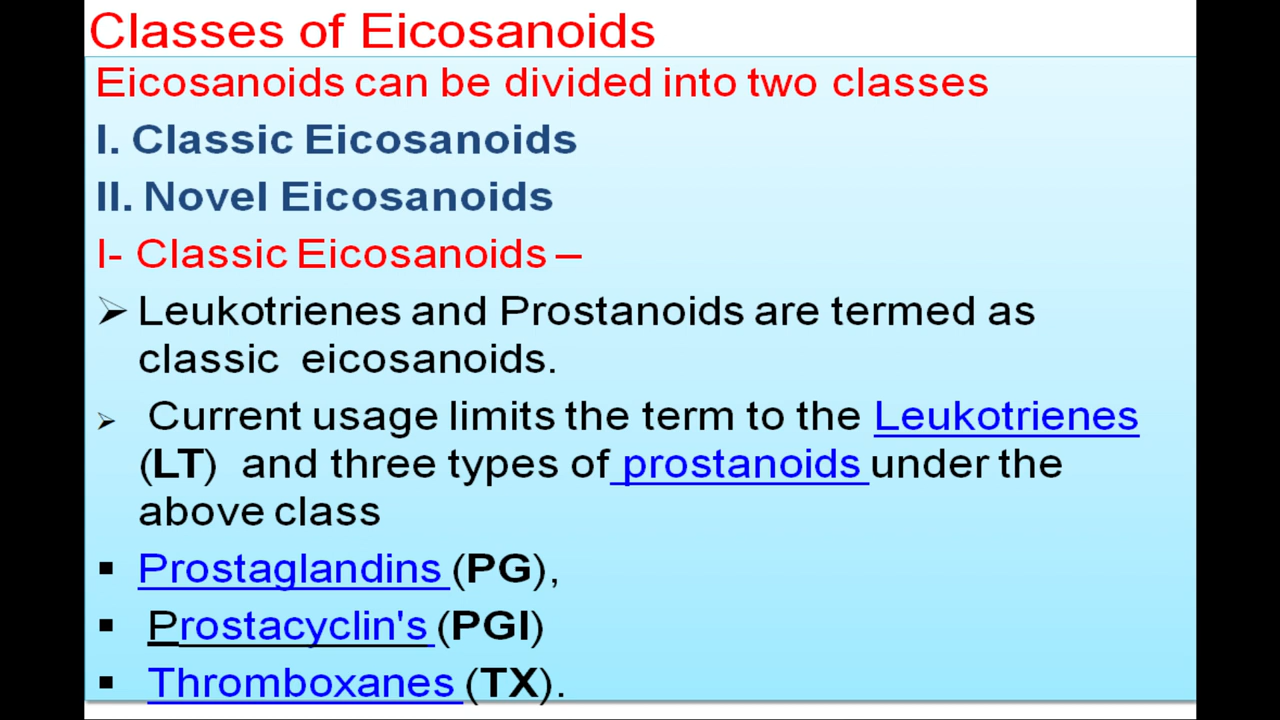 Classes of Eicosanoids
Eicosanoids can be divided into two classes
I. Classic Eicosanoids
II. Novel Eicosanoids
I- Classic Eicosanoids –
➢ Leukotrienes and Prostanoids are termed as
classic eicosanoids.
➢ Current usage limits the term to the Leukotrienes
(LT) and three types of prostanoids under the
above class
▪ Prostaglandins (PG),
▪ Prostacyclin's (PGI)
▪ Thromboxanes (TX).